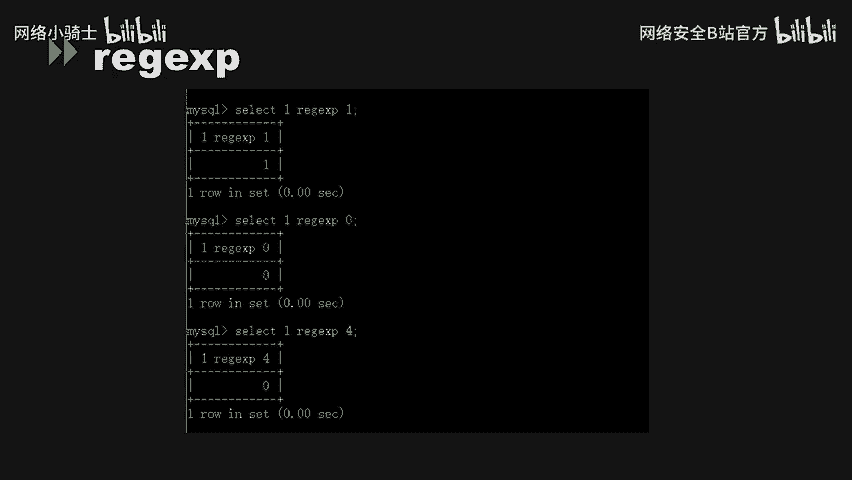 网络小骑士 bilibili
网络安全B站官方 bilibili
regexp
mysql> select 1 regexp 1;
+------------+
| 1 regexp 1 |
+------------+
|          1 |
+------------+
1 row in set (0.00 sec)
mysql> select 1 regexp 0;
+------------+
| 1 regexp 0 |
+------------+
|          0 |
+------------+
1 row in set (0.00 sec)
mysql> select 1 regexp 4;
+------------+
| 1 regexp 4 |
+------------+
|          0 |
+------------+
1 row in set (0.00 sec)